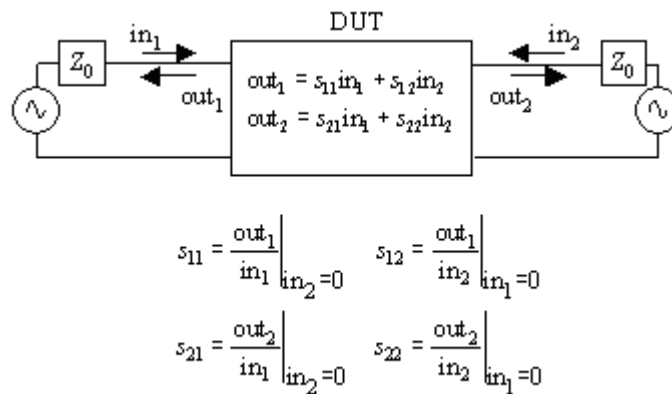 DUT
in₁
in₂
Z₀
Z₀
out₁
out₂
out₁ = s₁₁in₁ + s₁₂in₂
out₂ = s₂₁in₁ + s₂₂in₂
s₁₁ = out₁/in₁ |in₂=0
s₁₂ = out₁/in₂ |in₁=0
s₂₁ = out₂/in₁ |in₂=0
s₂₂ = out₂/in₂ |in₁=0